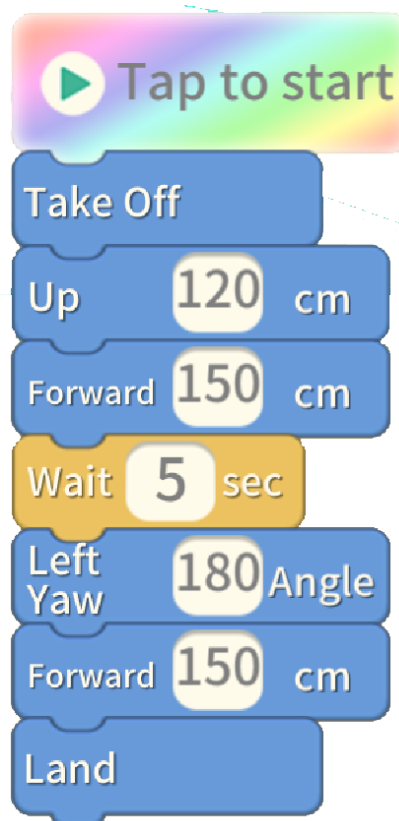 Tap to start
Take Off
Up 120 cm
Forward 150 cm
Wait 5 sec
Left
Yaw 180 Angle
Forward 150 cm
Land